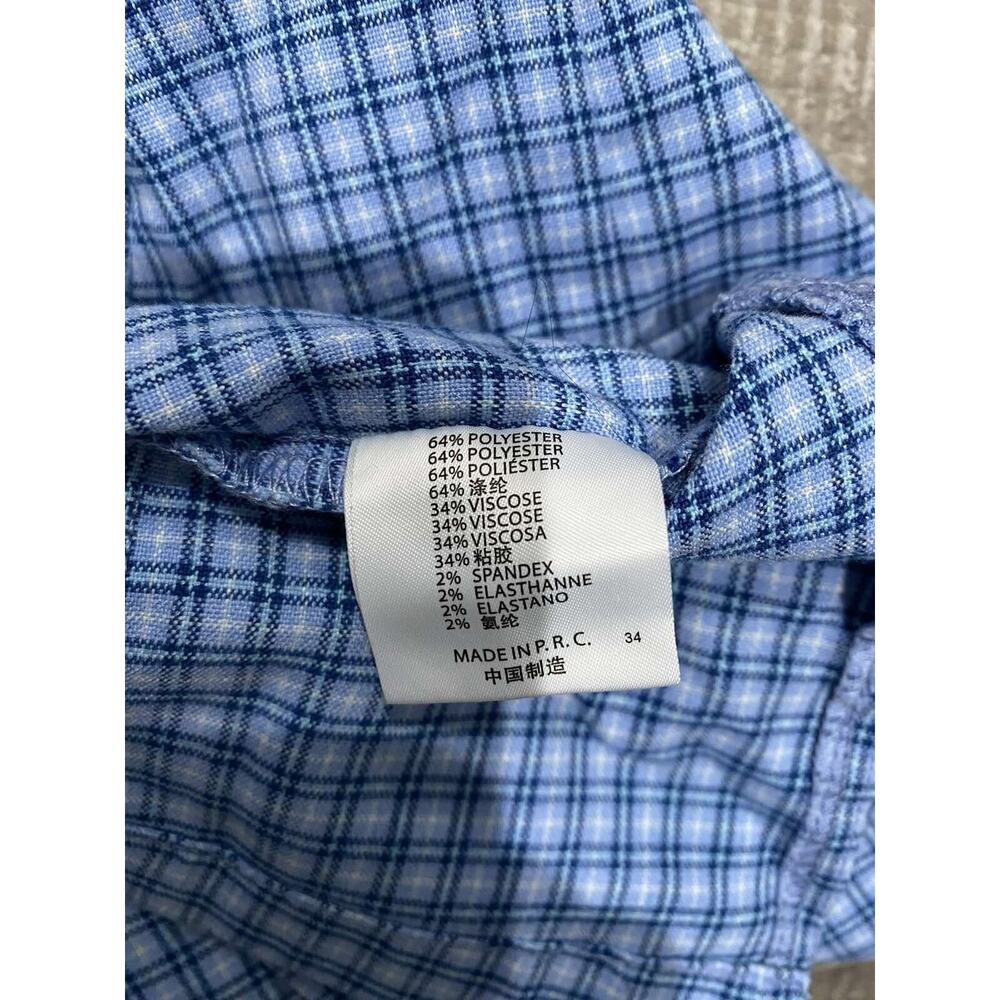 64% POLYESTER
64% POLYESTER
64% POLIÉSTER
64% 涤纶
34% VISCOSE
34% VISCOSE
34% VISCOSA
34% 粘胶
2% SPANDEX
2% ELASTHANNE
2% ELASTANO
2% 氨纶
MADE IN P. R. C. 34
中国制造